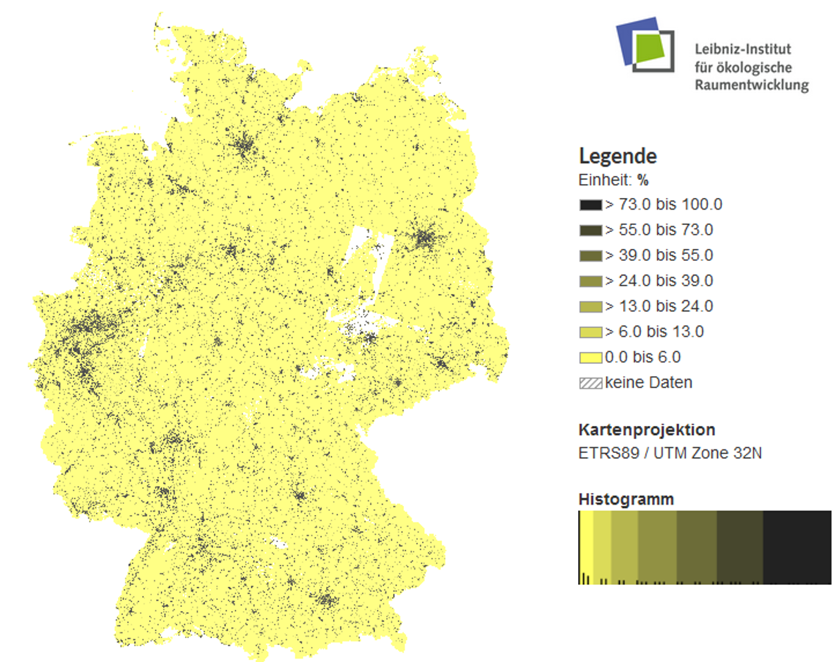 Leibniz-Institut
für ökologische
Raumentwicklung
Legende
Einheit: %
> 73.0 bis 100.0
> 55.0 bis 73.0
> 39.0 bis 55.0
> 24.0 bis 39.0
> 13.0 bis 24.0
> 6.0 bis 13.0
0.0 bis 6.0
keine Daten
Kartenprojektion
ETRS89 / UTM Zone 32N
Histogramm